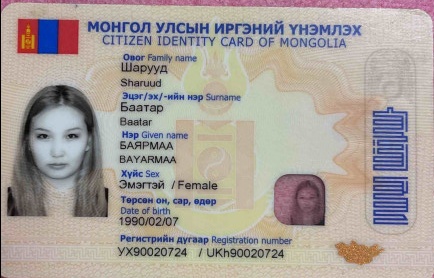 МОНГОЛ УЛСЫН ИРГЭНИЙ ҮНЭМЛЭХ
CITIZEN IDENTITY CARD OF MONGOLIA
Овог Family name
Шарууд
Sharuud
Эцэг/эх/-ийн нэр Surname
Баатар
Baatar
Нэр Given name
БАЯРМАА
BAYARMAA
Хүйс Sex
Эмэгтэй / Female
Төрсөн он, сар, өдөр
Date of birth
1990/02/07
Регистрийн дугаар Registration number
УХ90020724 / UKh90020724